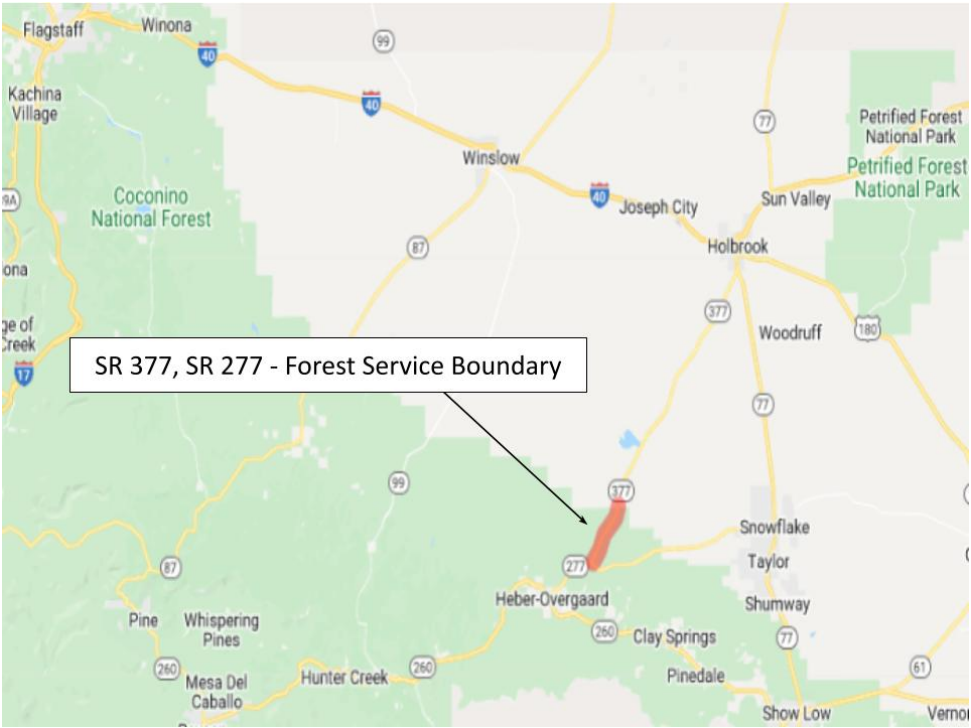 Flagstaff
Winona
99
40
Kachina
Village
40
77
Petrified Forest
National Park
Winslow
Petrified Forest
National Park
Coconino
National Forest
40
Joseph City
Sun Valley
Holbrook
87
377
Woodruff
180
17
SR 377, SR 277 - Forest Service Boundary
77
99
377
Snowflake
87
277
Taylor
Heber-Overgaard
Shumway
Pine
Whispering
Pines
260
Clay Springs
77
260
Mesa Del
Caballo
Hunter Creek
260
Pinedale
61
Show Low